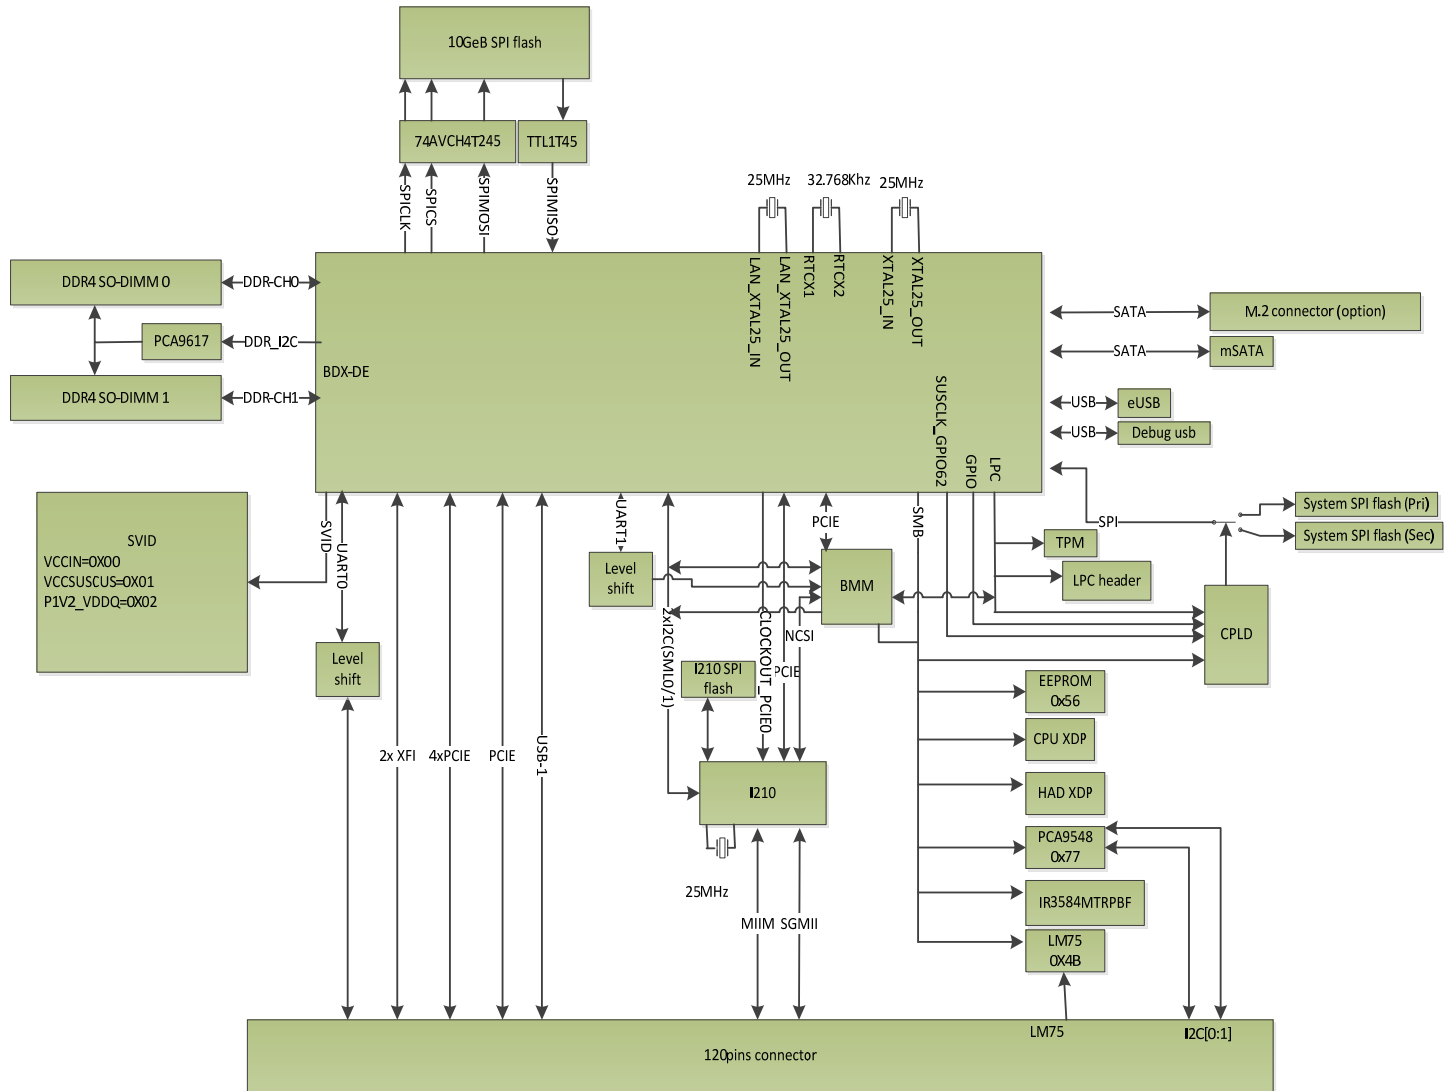 10GeB SPI flash
74AVCH4T245
TTL1T45
SPICLK
SPICS
SPIMOSI
SPIMISO
25MHz
32.768Khz
25MHz
LAN_XTAL25_IN
LAN_XTAL25_OUT
RTCX1
RTCX2
XTAL25_IN
XTAL25_OUT
DDR4 SO-DIMM 0
DDR-CH0
PCA9617
DDR_I2C
BDX-DE
DDR4 SO-DIMM 1
DDR-CH1
SATA
M.2 connector (option)
SATA
mSATA
USB
eUSB
USB
Debug usb
SUSCLK_GPIO62
GPIO
LPC
SPI
System SPI flash (Pri)
System SPI flash (Sec)
SVID
VCCIN=0X00
VCCSUSCUS=0X01
P1V2_VDDQ=0X02
SVID
UART0
UART1
PCIE
SMB
TPM
LPC header
Level
shift
BMM
CPLD
Level
shift
2xI2C(SML0/1)
CLOCKOUT_PCIE0
NCSI
PCIE
I210 SPI
flash
EEPROM
0x56
CPU XDP
2x XFI
4xPCIE
PCIE
USB-1
I210
HAD XDP
PCA9548
0x77
25MHz
IR3584MTRPBF
MIIM
SGMII
LM75
0X4B
LM75
I2C[0:1]
120pins connector